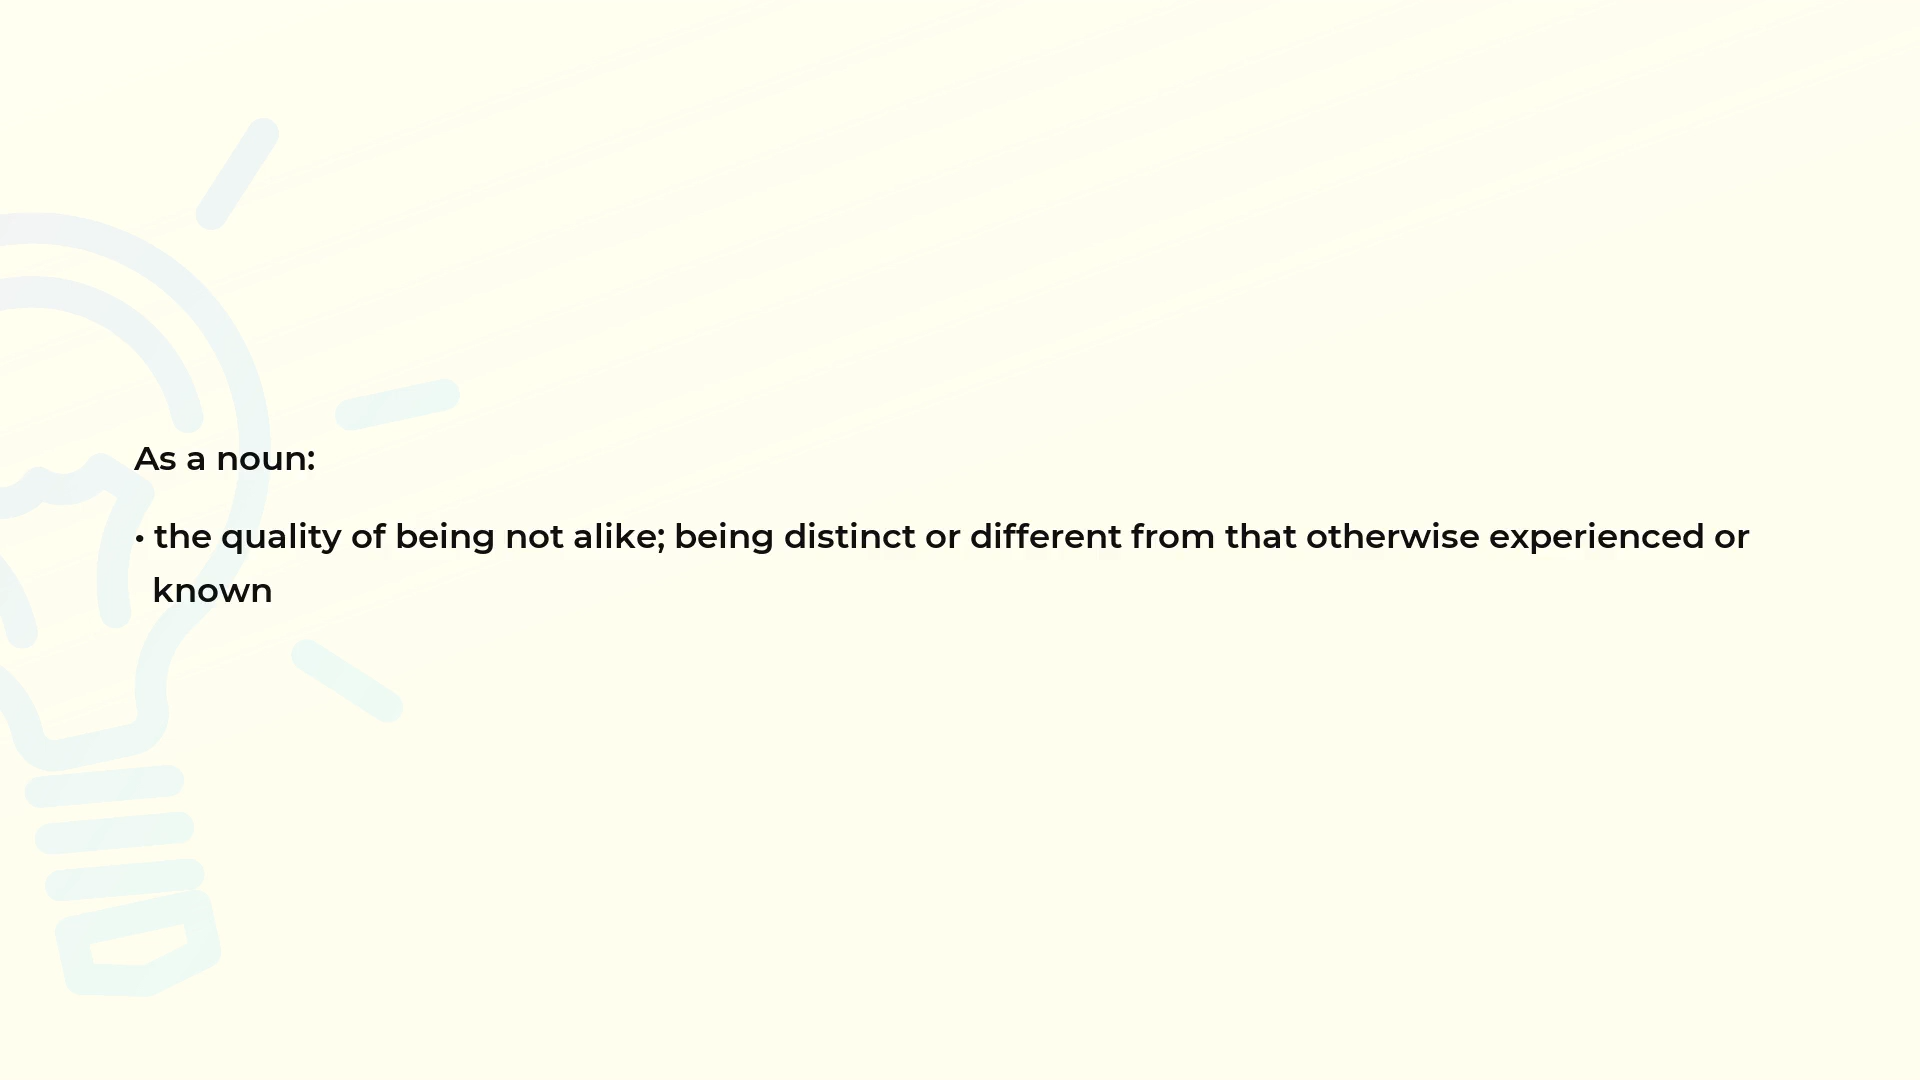 As a noun:
• the quality of being not alike; being distinct or different from that otherwise experienced or
known